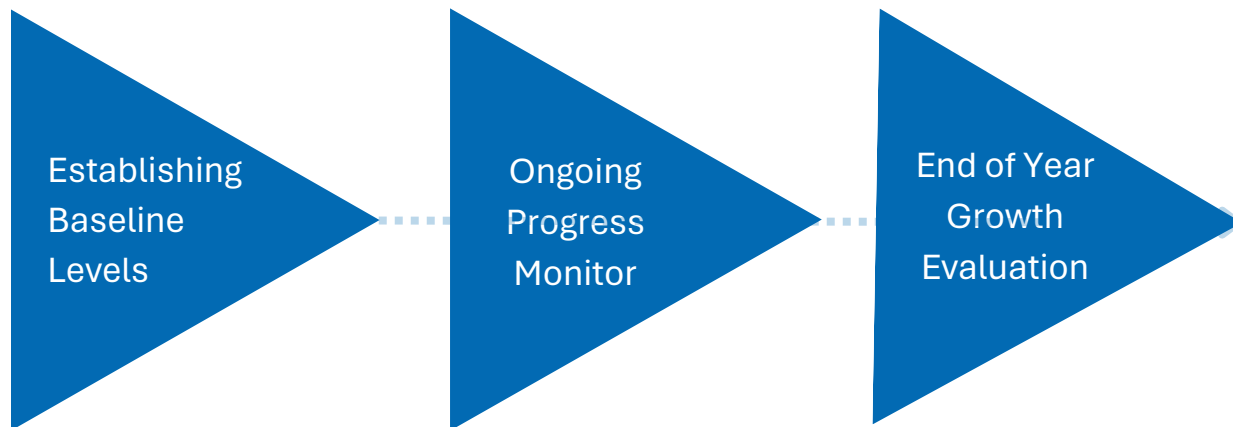 Establishing
Baseline
Levels
Ongoing
Progress
Monitor
End of Year
Growth
Evaluation